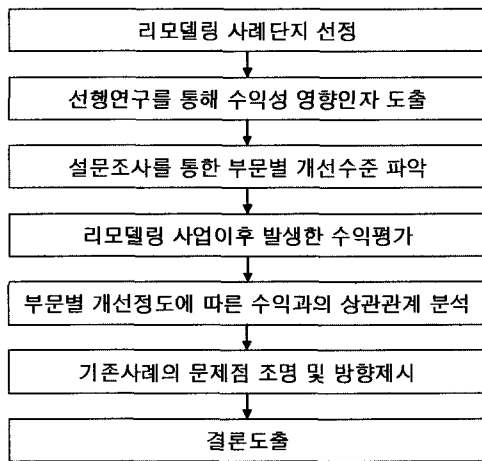 리모델링 사례단지 선정
선행연구를 통해 수익성 영향인자 도출
설문조사를 통한 부문별 개선수준 파악
리모델링 사업이후 발생한 수익평가
부문별 개선정도에 따른 수익과의 상관관계 분석
기존사례의 문제점 조명 및 방향제시
결론도출